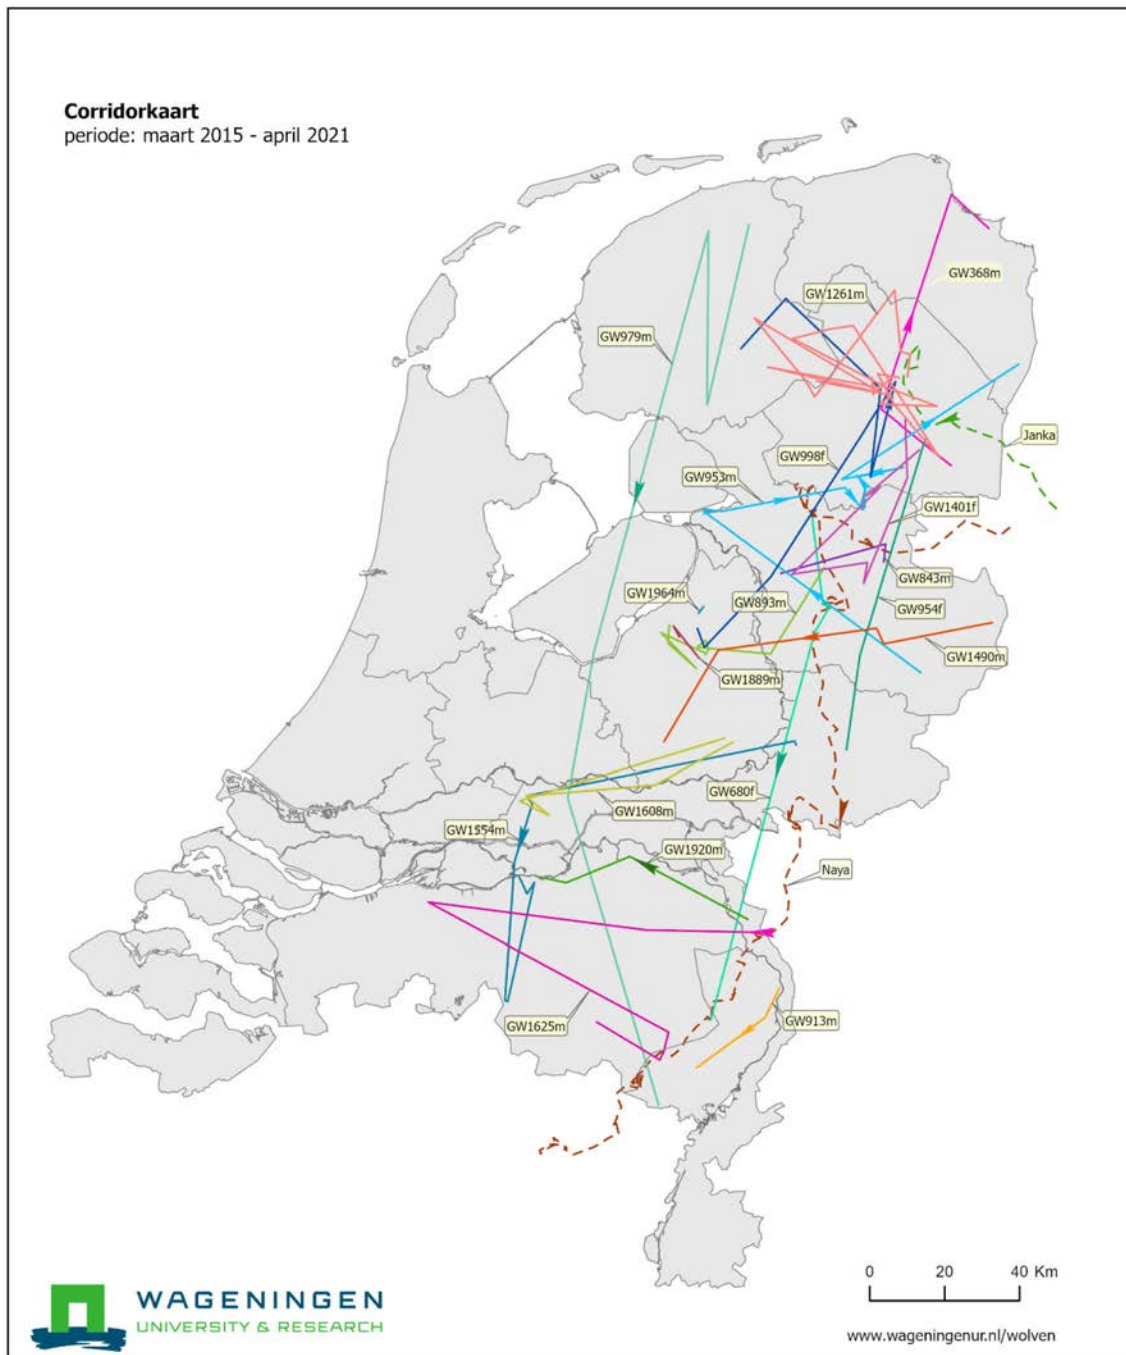 Corridorkaart
periode: maart 2015 - april 2021
GW368m
GW1261m
GW979m
Janka
GW998f
GW953m
GW1401f
GW843m
GW1964m
GW893m
GW954f
GW1490m
GW1889m
GW680f
GW1608m
GW1554m
GW1920m
Naya
GW1625m
GW913m
WAGENINGEN
UNIVERSITY & RESEARCH
0 20 40 Km
www.wageningenur.nl/wolven